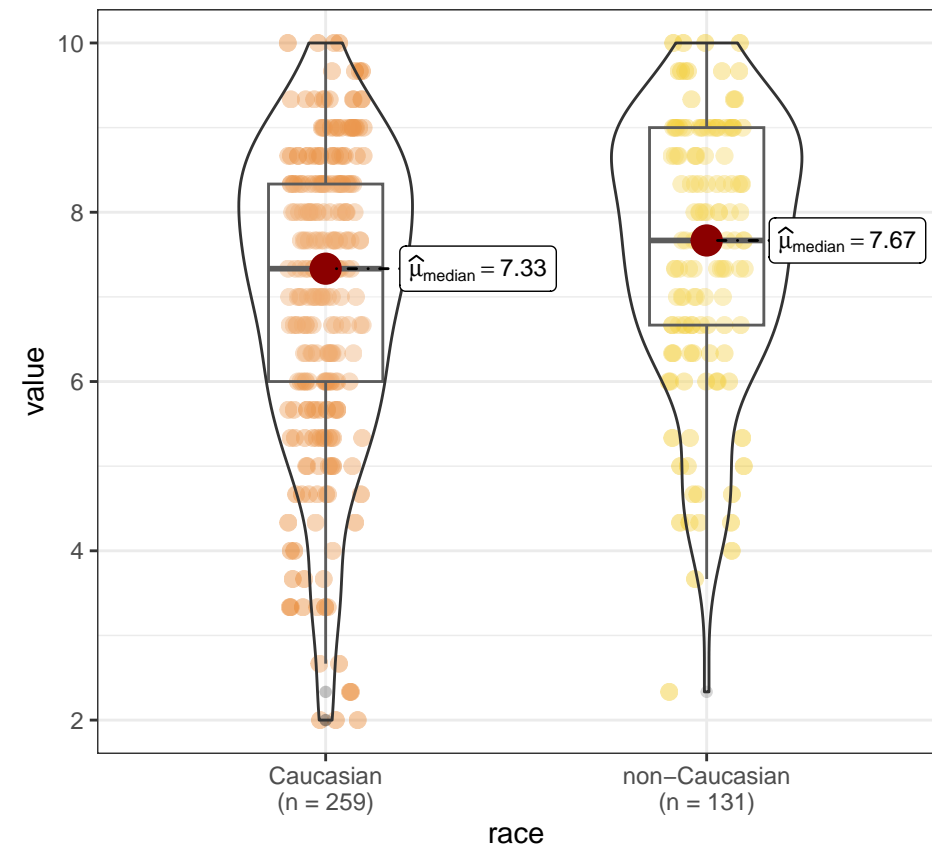 10
8
6
4
2
value
μ̂median = 7.33
μ̂median = 7.67
Caucasian
(n = 259)
non−Caucasian
(n = 131)
race